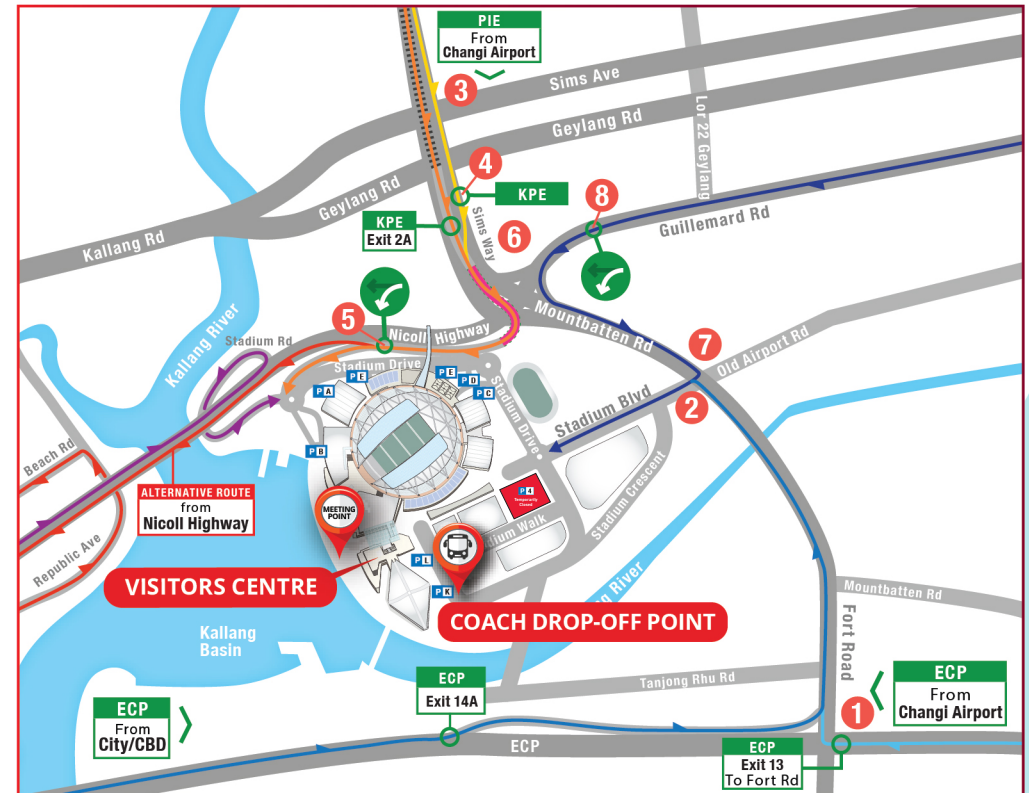 PIE
From
Changi Airport
3
Sims Ave
Geylang Rd
Lor 22 Geylang
4
KPE
Geylang Rd
8
KPE
Exit 2A
Sims Way
6
Guillemard Rd
Kallang Rd
5
Nicoll Highway
Mountbatten Rd
7
Old Airport Rd
Kallang River
Stadium Rd
Stadium Drive
P A
P E
P E
P D
P C
Stadium Drive
Stadium Blvd
2
P B
Beach Rd
ALTERNATIVE ROUTE
from
Nicoll Highway
MEETING
POINT
P 4
Temporarily
Closed
Stadium Crescent
dium Walk
Republic Ave
P L
P K
VISITORS CENTRE
COACH DROP-OFF POINT
g River
Mountbatten Rd
Fort Road
Kallang
Basin
Tanjong Rhu Rd
ECP
Exit 14A
ECP
From
Changi Airport
1
ECP
From
City/CBD
ECP
ECP
Exit 13
To Fort Rd